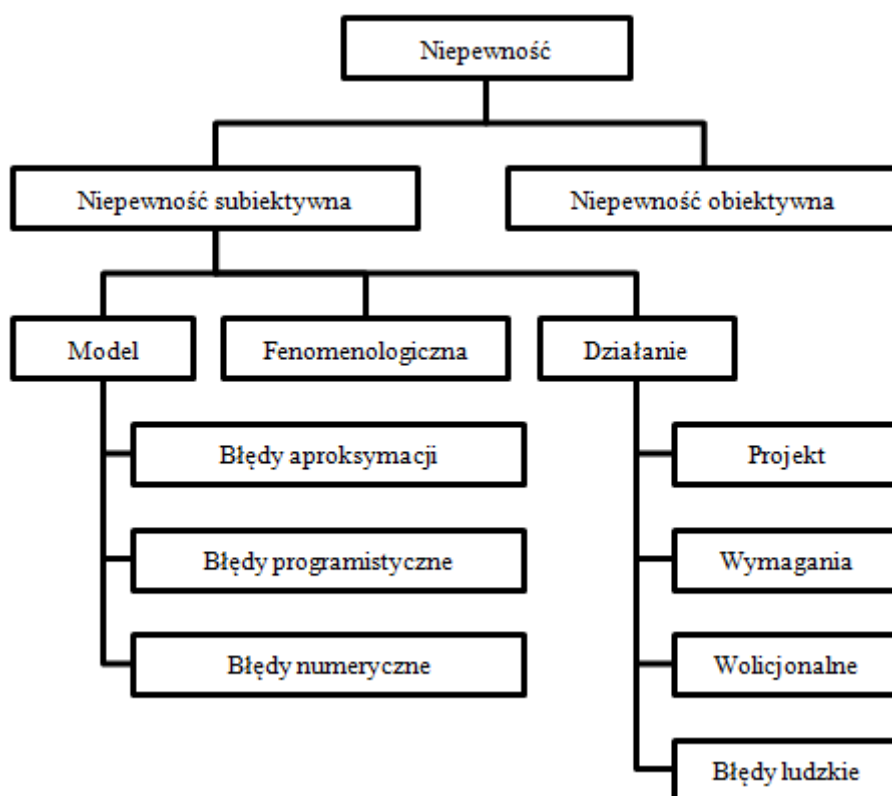 Niepewność
Niepewność subiektywna
Niepewność obiektywna
Model
Fenomenologiczna
Działanie
Błędy aproksymacji
Projekt
Błędy programistyczne
Wymagania
Błędy numeryczne
Wolicjonalne
Błędy ludzkie